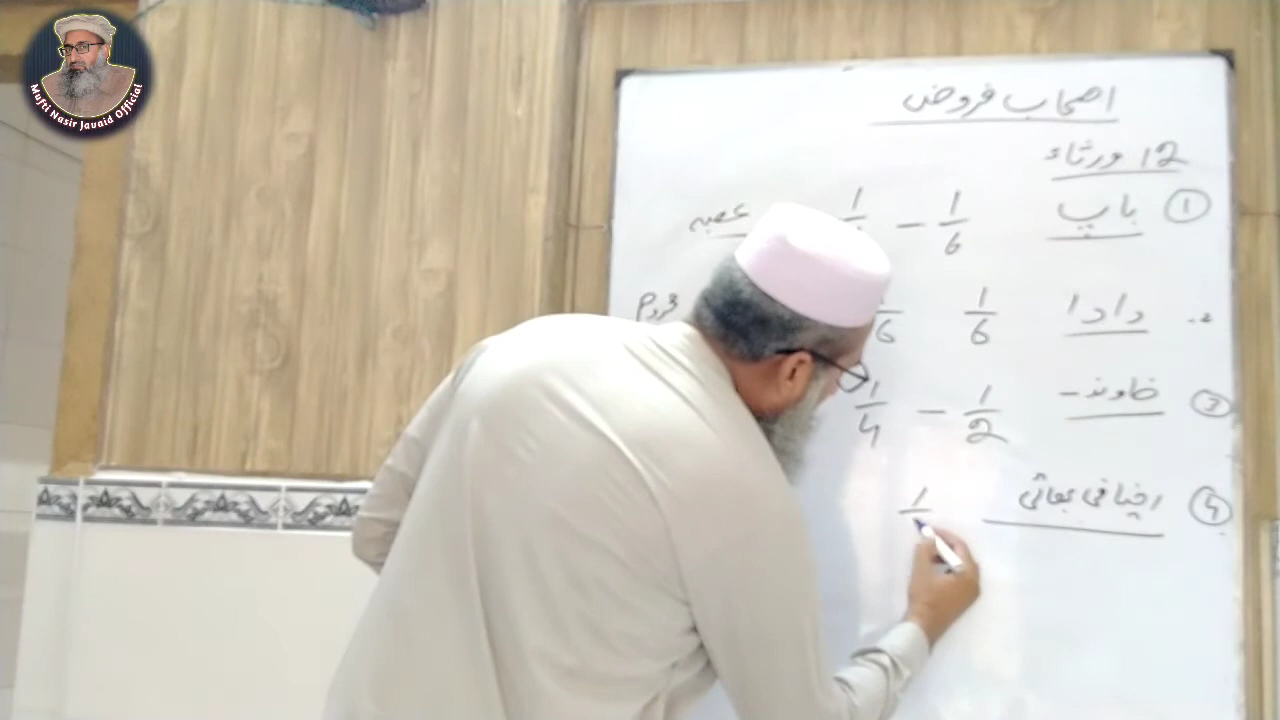 Mufti Nasir Javaid Official
اصحاب فروض
12 ورثاء
① باپ 1/6 – 1/6 عصبہ
2. دادا 1/6 1/6 محروم
③ خاوند – 1/2 – 1/4
④ اخیافی بھائی 1/